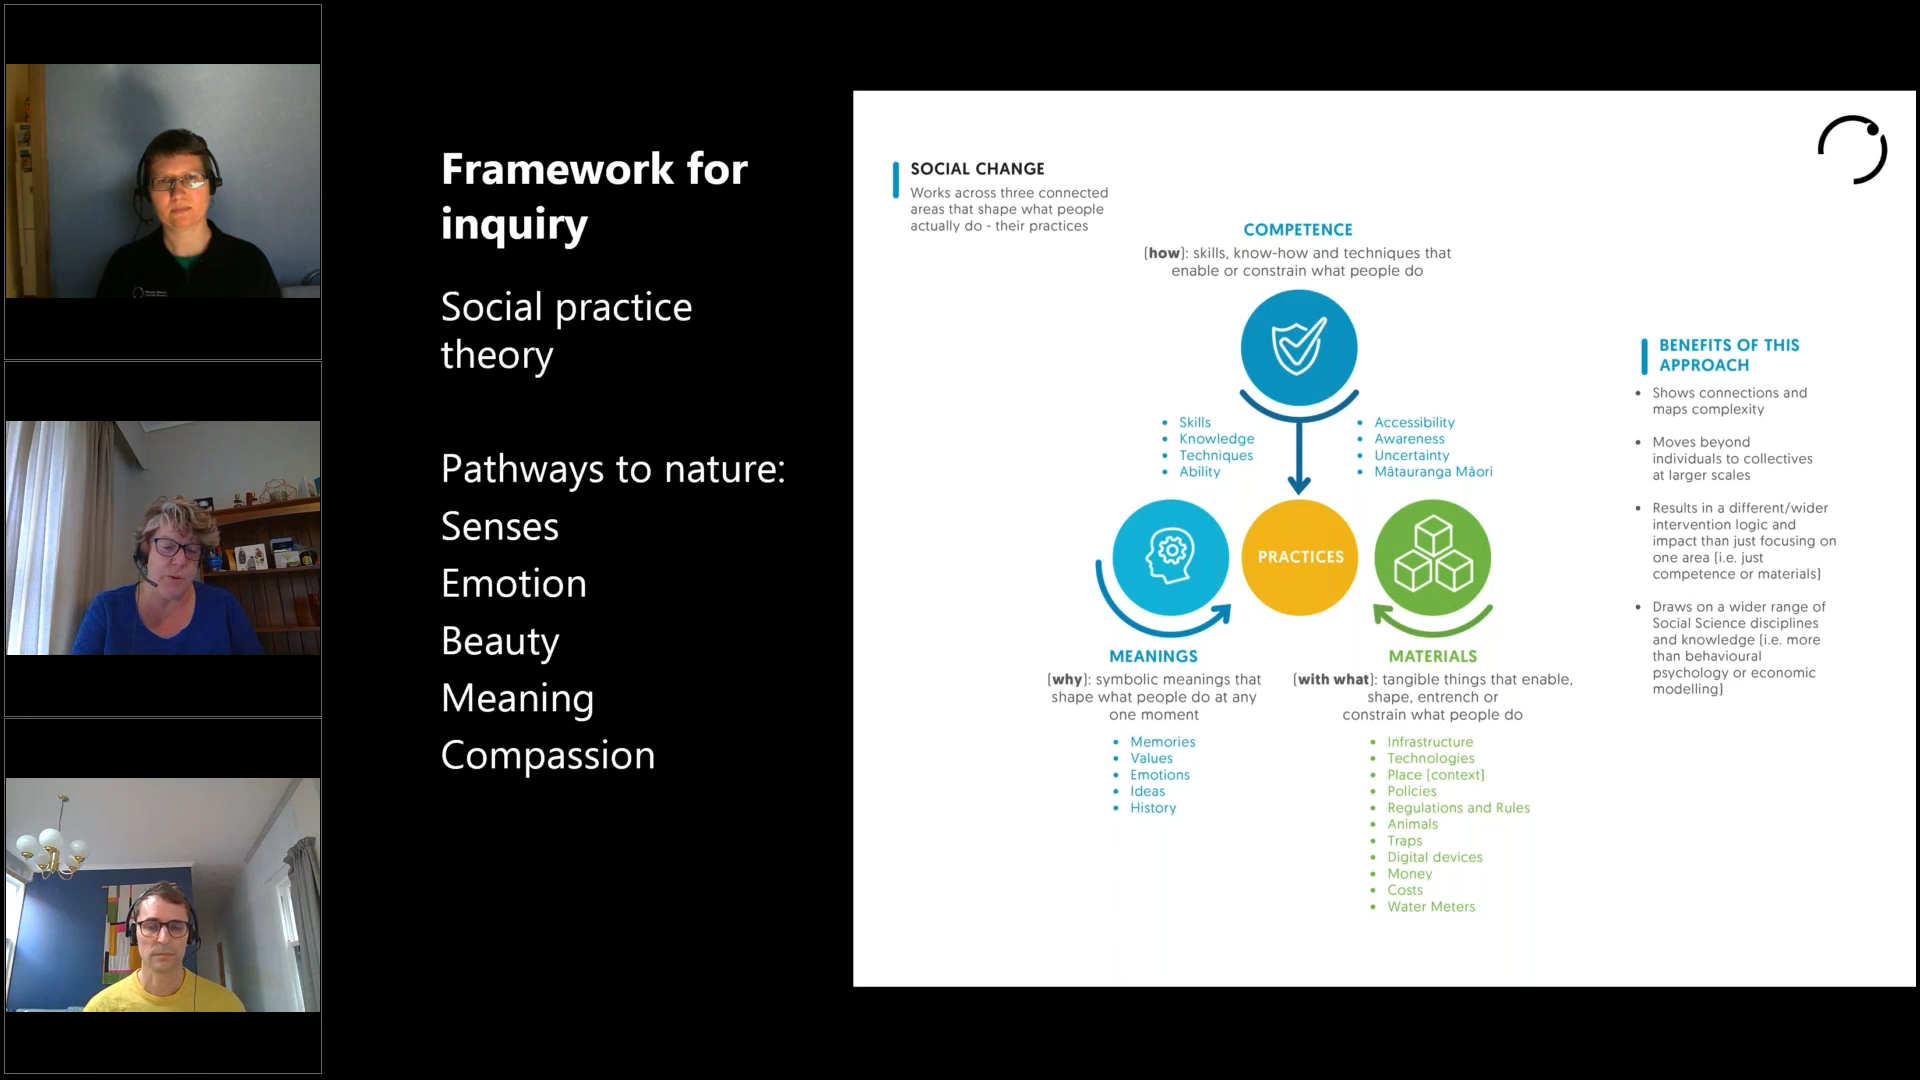 Framework for
inquiry
Social practice
theory
Pathways to nature:
Senses
Emotion
Beauty
Meaning
Compassion
SOCIAL CHANGE
Works across three connected
areas that shape what people
actually do - their practices
COMPETENCE
(how): skills, know-how and techniques that
enable or constrain what people do
• Skills
• Knowledge
• Techniques
• Ability
• Accessibility
• Awareness
• Uncertainty
• Mātauranga Māori
PRACTICES
MEANINGS
(why): symbolic meanings that
shape what people do at any
one moment
• Memories
• Values
• Emotions
• Ideas
• History
MATERIALS
(with what): tangible things that enable,
shape, entrench or
constrain what people do
• Infrastructure
• Technologies
• Place (context)
• Policies
• Regulations and Rules
• Animals
• Traps
• Digital devices
• Money
• Costs
• Water Meters
BENEFITS OF THIS
APPROACH
• Shows connections and
maps complexity
• Moves beyond
individuals to collectives
at larger scales
• Results in a different/wider
intervention logic and
impact than just focusing on
one area (i.e. just
competence or materials)
• Draws on a wider range of
Social Science disciplines
and knowledge (i.e. more
than behavioural
psychology or economic
modelling)